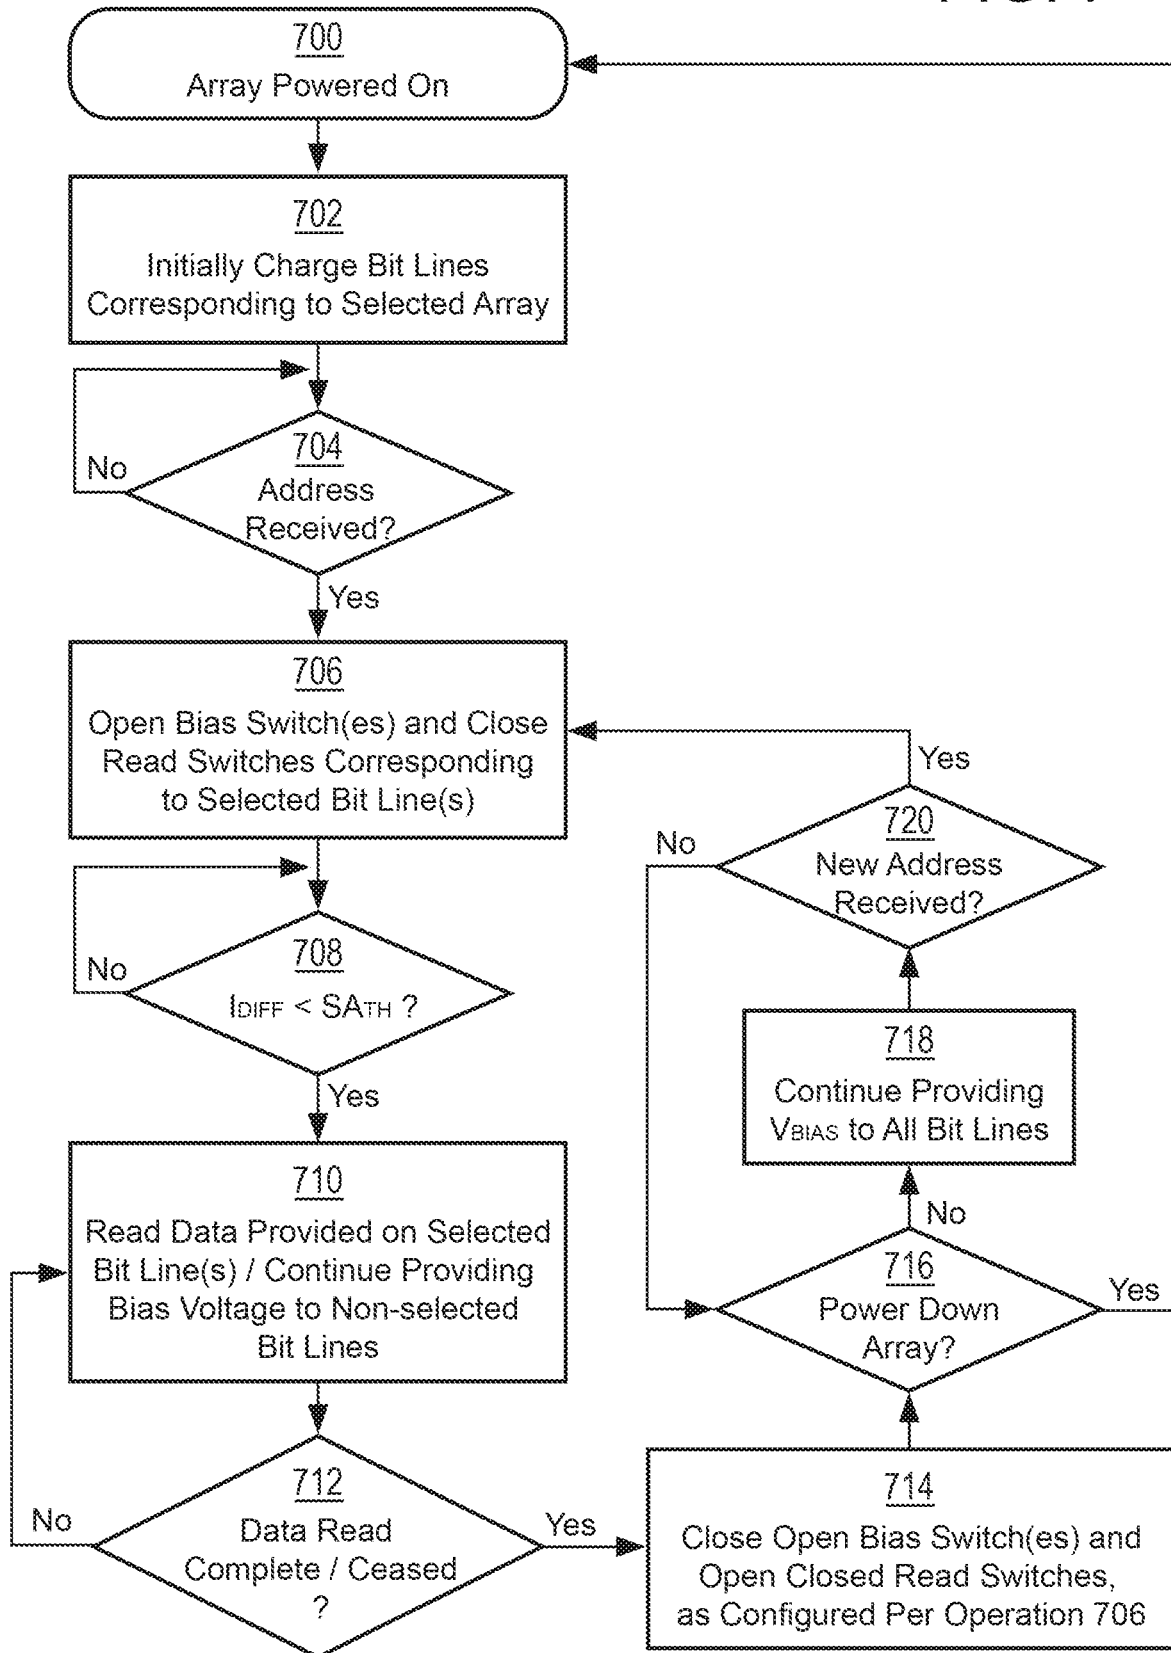 700
Array Powered On
702
Initially Charge Bit Lines
Corresponding to Selected Array
704
Address
Received?
No
Yes
706
Open Bias Switch(es) and Close
Read Switches Corresponding
to Selected Bit Line(s)
708
IDIFF < SATH ?
No
Yes
710
Read Data Provided on Selected
Bit Line(s) / Continue Providing
Bias Voltage to Non-selected
Bit Lines
712
Data Read
Complete / Ceased
?
No
Yes
714
Close Open Bias Switch(es) and
Open Closed Read Switches,
as Configured Per Operation 706
716
Power Down
Array?
Yes
No
718
Continue Providing
VBIAS to All Bit Lines
720
New Address
Received?
No
Yes